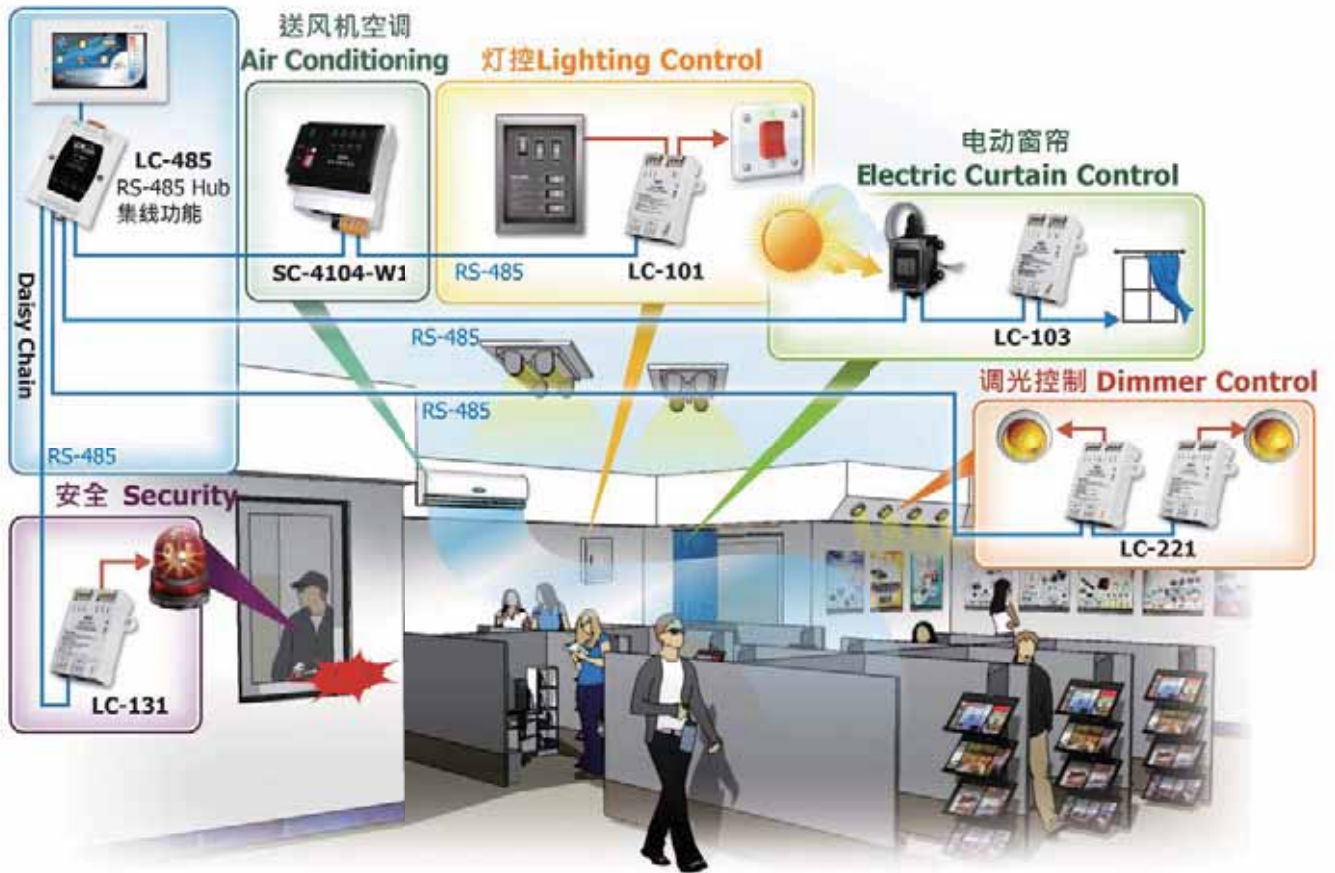 送风机空调
Air Conditioning
灯控Lighting Control
LC-485
RS-485 Hub
集线功能
SC-4104-W1
RS-485
LC-101
电动窗帘
Electric Curtain Control
LC-103
Daisy Chain
RS-485
RS-485
调光控制 Dimmer Control
LC-221
RS-485
安全 Security
LC-131